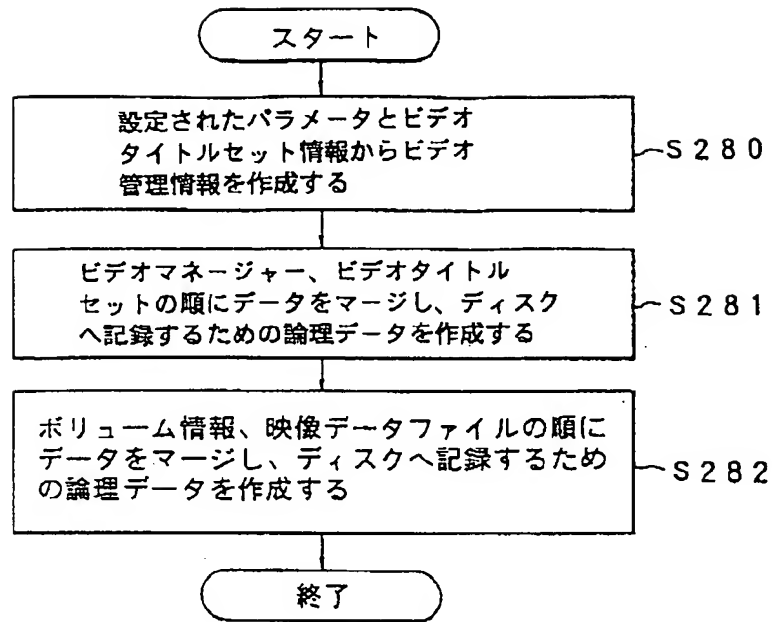 スタート
設定されたパラメータとビデオ
タイトルセット情報からビデオ
管理情報を作成する
S280
ビデオマネージャー、ビデオタイトル
セットの順にデータをマージし、ディスク
へ記録するための論理データを作成する
S281
ボリューム情報、映像データファイルの順に
データをマージし、ディスクへ記録するため
の論理データを作成する
S282
終了